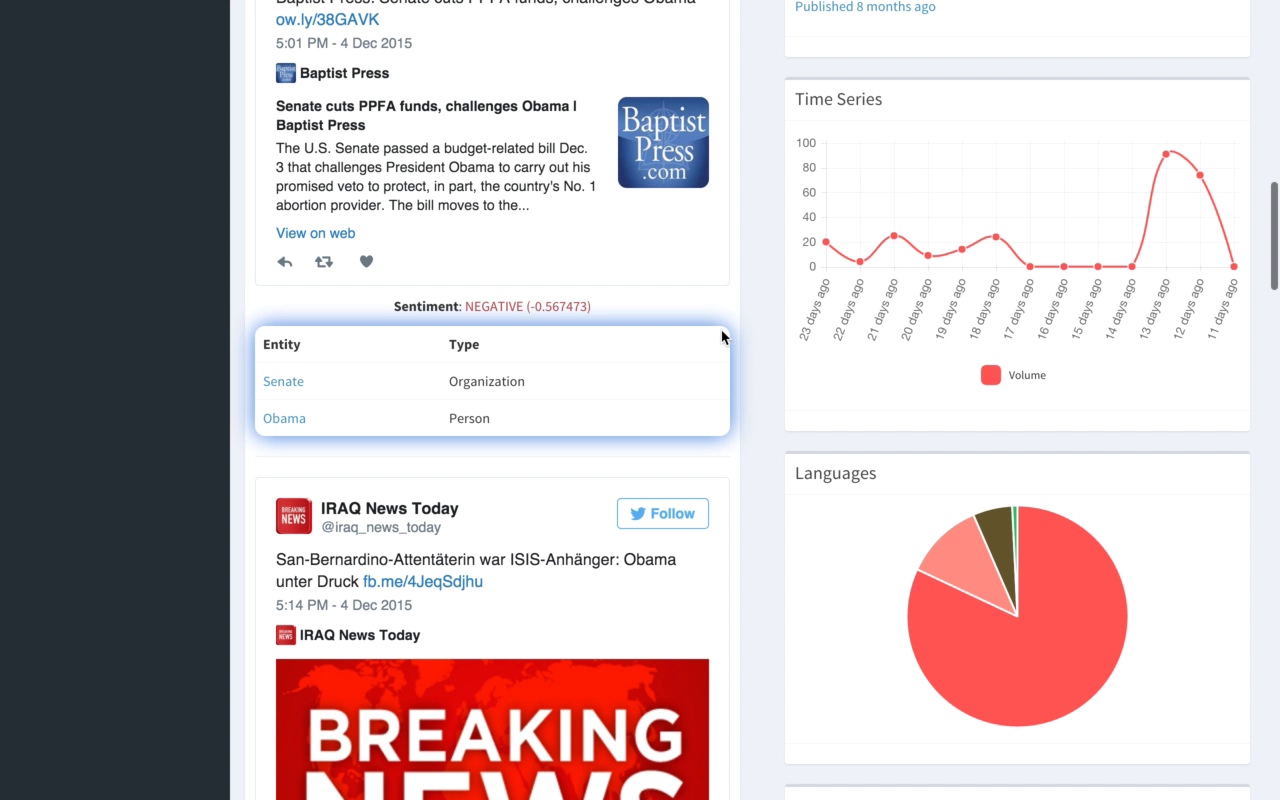 Baptist Press: Senate cuts PPFA funds, challenges Obama
ow.ly/38GAVK
5:01 PM - 4 Dec 2015
Baptist Press
Senate cuts PPFA funds, challenges Obama |
Baptist Press
The U.S. Senate passed a budget-related bill Dec.
3 that challenges President Obama to carry out his
promised veto to protect, in part, the country's No. 1
abortion provider. The bill moves to the...
Baptist
Press
.com
View on web
Sentiment: NEGATIVE (-0.567473)
Entity Type
Senate Organization
Obama Person
BREAKING
NEWS
IRAQ News Today
@iraq_news_today
Follow
San-Bernardino-Attentäterin war ISIS-Anhänger: Obama
unter Druck fb.me/4JeqSdjhu
5:14 PM - 4 Dec 2015
IRAQ News Today
BREAKING
NEWS
Published 8 months ago
Time Series
100
80
60
40
20
0
23 days ago
22 days ago
21 days ago
20 days ago
19 days ago
18 days ago
17 days ago
16 days ago
15 days ago
14 days ago
13 days ago
12 days ago
11 days ago
Volume
Languages